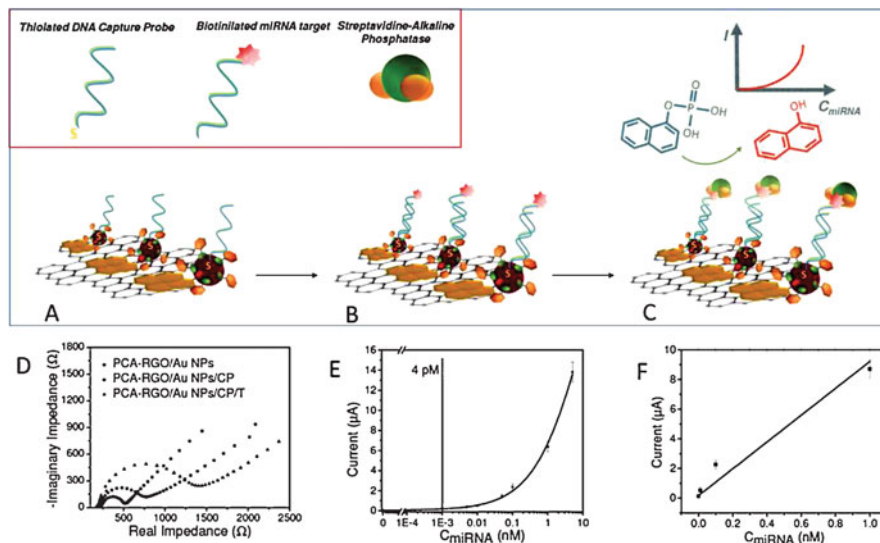 Thiolated DNA Capture Probe
Biotinilated miRNA target
Streptavidine-Alkaline
Phosphatase
S
I
C miRNA
O
O
P
OH
OH
OH
S
S
S
S
S
S
S
S
S
A
B
C
D
-Imaginary Impedance (Ω)
1800
1500
1200
900
600
300
0
PCA-RGO/Au NPs
PCA-RGO/Au NPs/CP
PCA-RGO/Au NPs/CP/T
500 1000 1500 2000 2500
Real Impedance (Ω)
E
Current (μA)
16
14
12
10
8
6
4
2
0
4 pM
0 1E-4 1E-3 0.01 0.1 1 10
CmiRNA (nM)
F
Current (μA)
10
8
6
4
2
0
0.0 0.2 0.4 0.6 0.8 1.0
CmiRNA (nM)